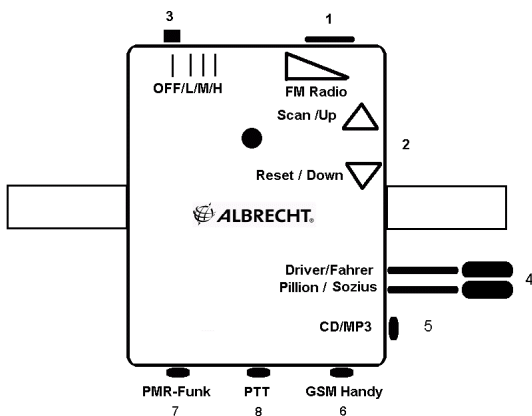 3
1
OFF/L/M/H
FM Radio
Scan /Up
2
Reset / Down
ALBRECHT®
Driver/Fahrer
Pillion / Sozius
4
CD/MP3
5
PMR-Funk
PTT
GSM Handy
7
8
6